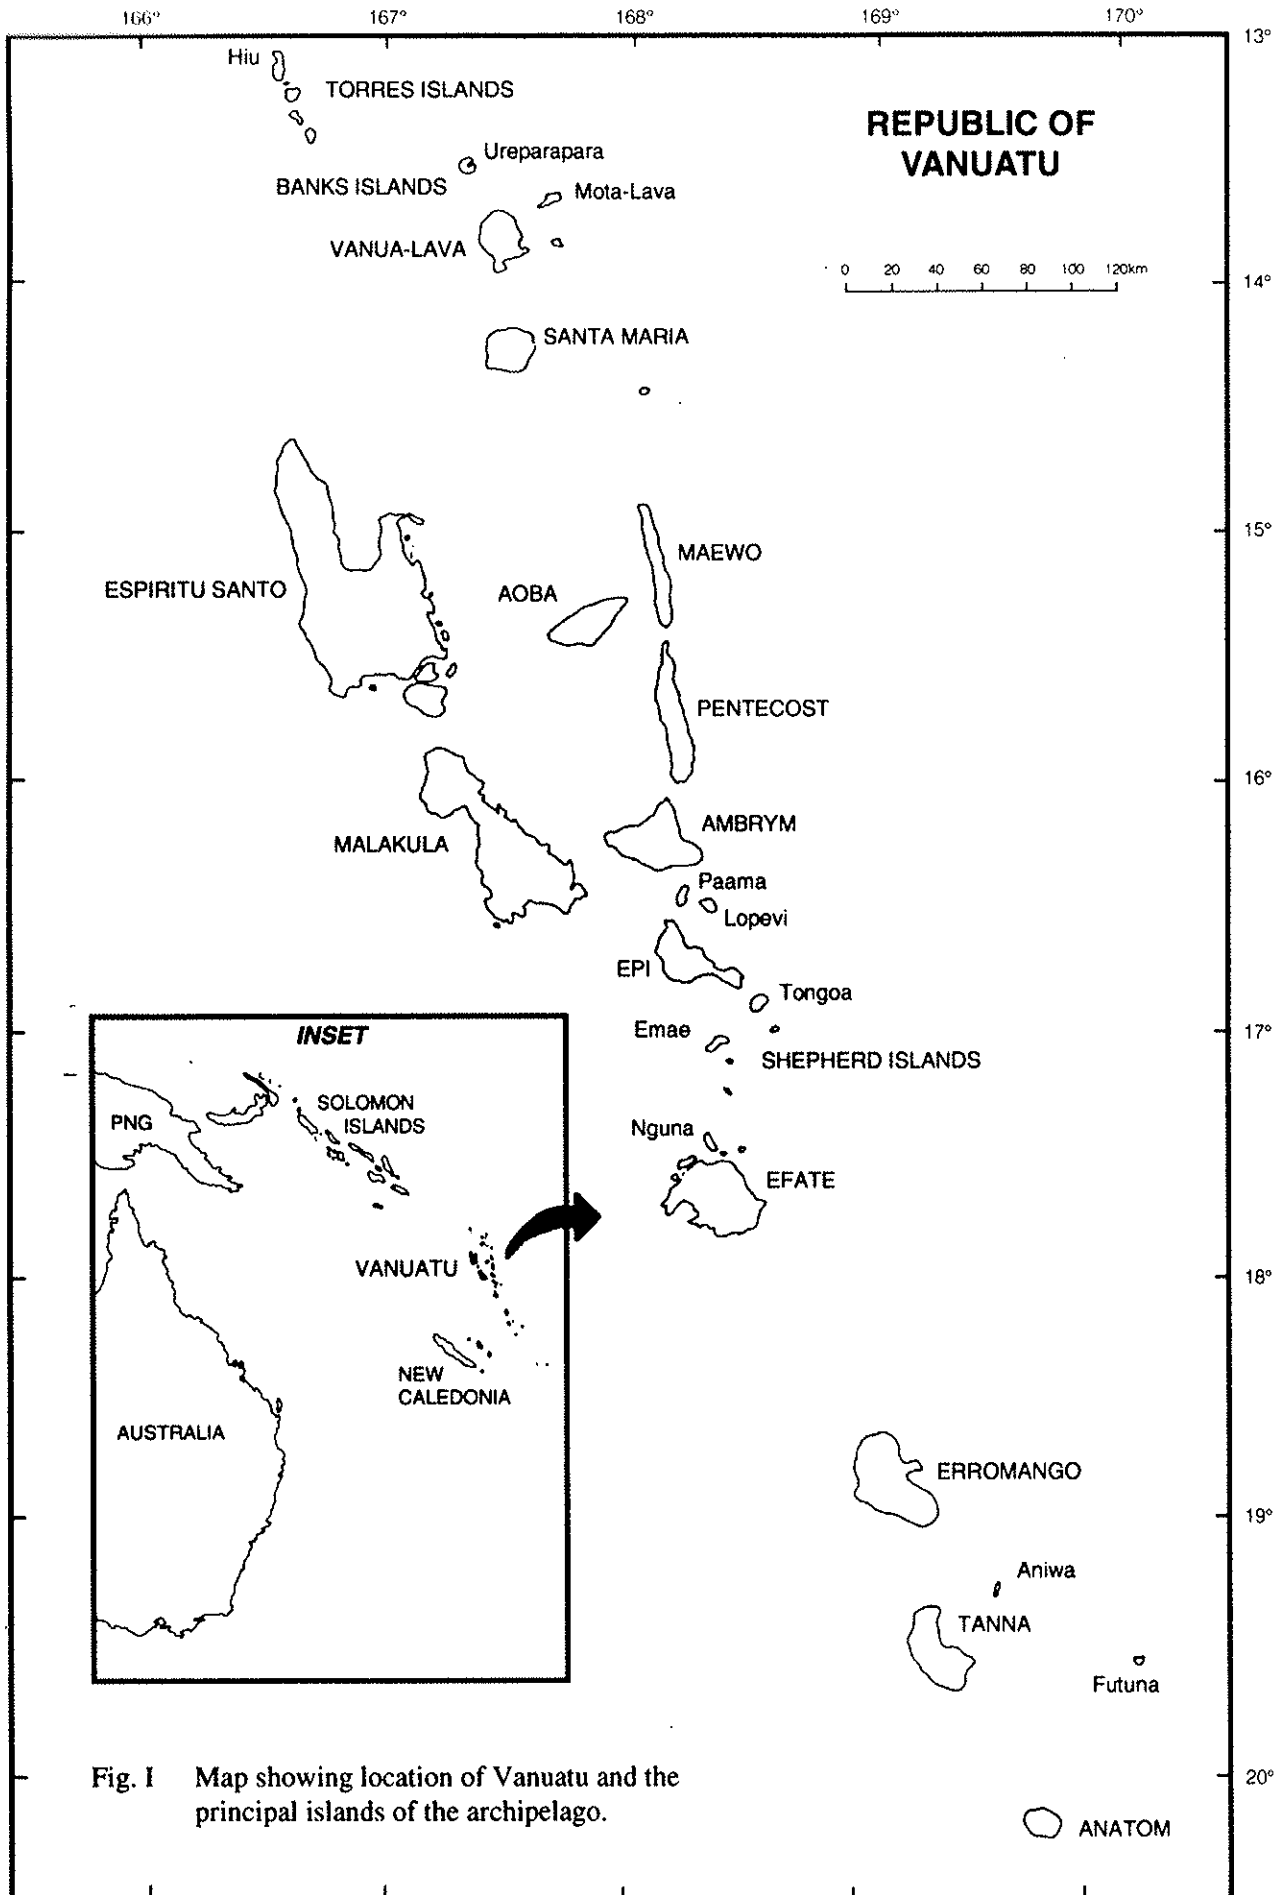 166° 167° 168° 169° 170°
13°
Hiu
TORRES ISLANDS
REPUBLIC OF
VANUATU
Ureparapara
BANKS ISLANDS
Mota-Lava
VANUA-LAVA
0 20 40 60 80 100 120km
14°
SANTA MARIA
15°
MAEWO
ESPIRITU SANTO
AOBA
PENTECOST
16°
AMBRYM
MALAKULA
Paama
Lopevi
EPI
Tongoa
Emae
17°
SHEPHERD ISLANDS
Nguna
EFATE
INSET
SOLOMON
ISLANDS
PNG
VANUATU
18°
NEW
CALEDONIA
AUSTRALIA
ERROMANGO
19°
Aniwa
TANNA
Futuna
Fig. I Map showing location of Vanuatu and the
principal islands of the archipelago.
20°
ANATOM